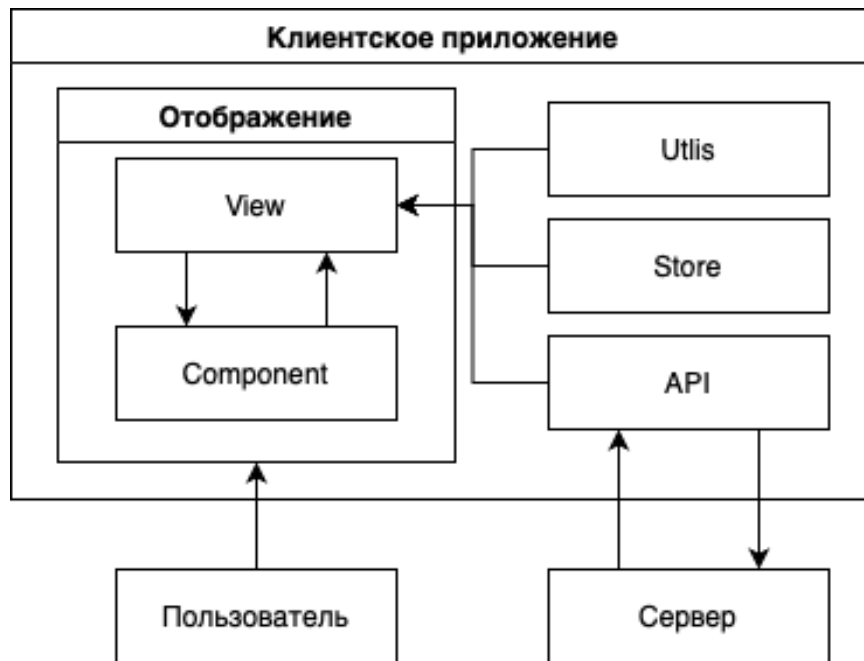 Клиентское приложение
Отображение
View
Component
Utlis
Store
API
Пользователь
Сервер